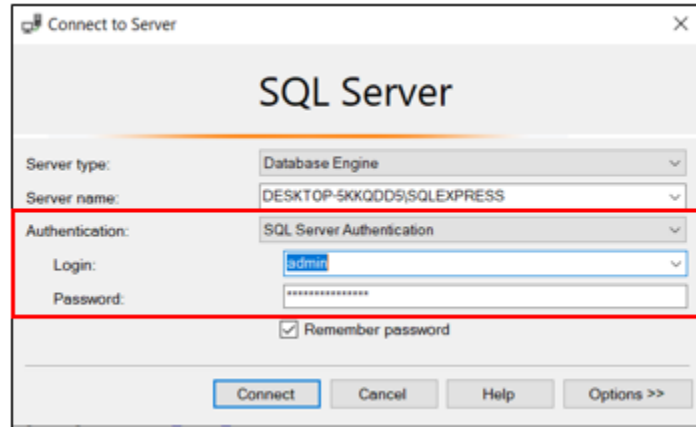 Connect to Server
SQL Server
Server type: Database Engine
Server name: DESKTOP-5KKQDD5\SQLEXPRESS
Authentication: SQL Server Authentication
Login: admin
Password: ***************
Remember password
Connect Cancel Help Options >>